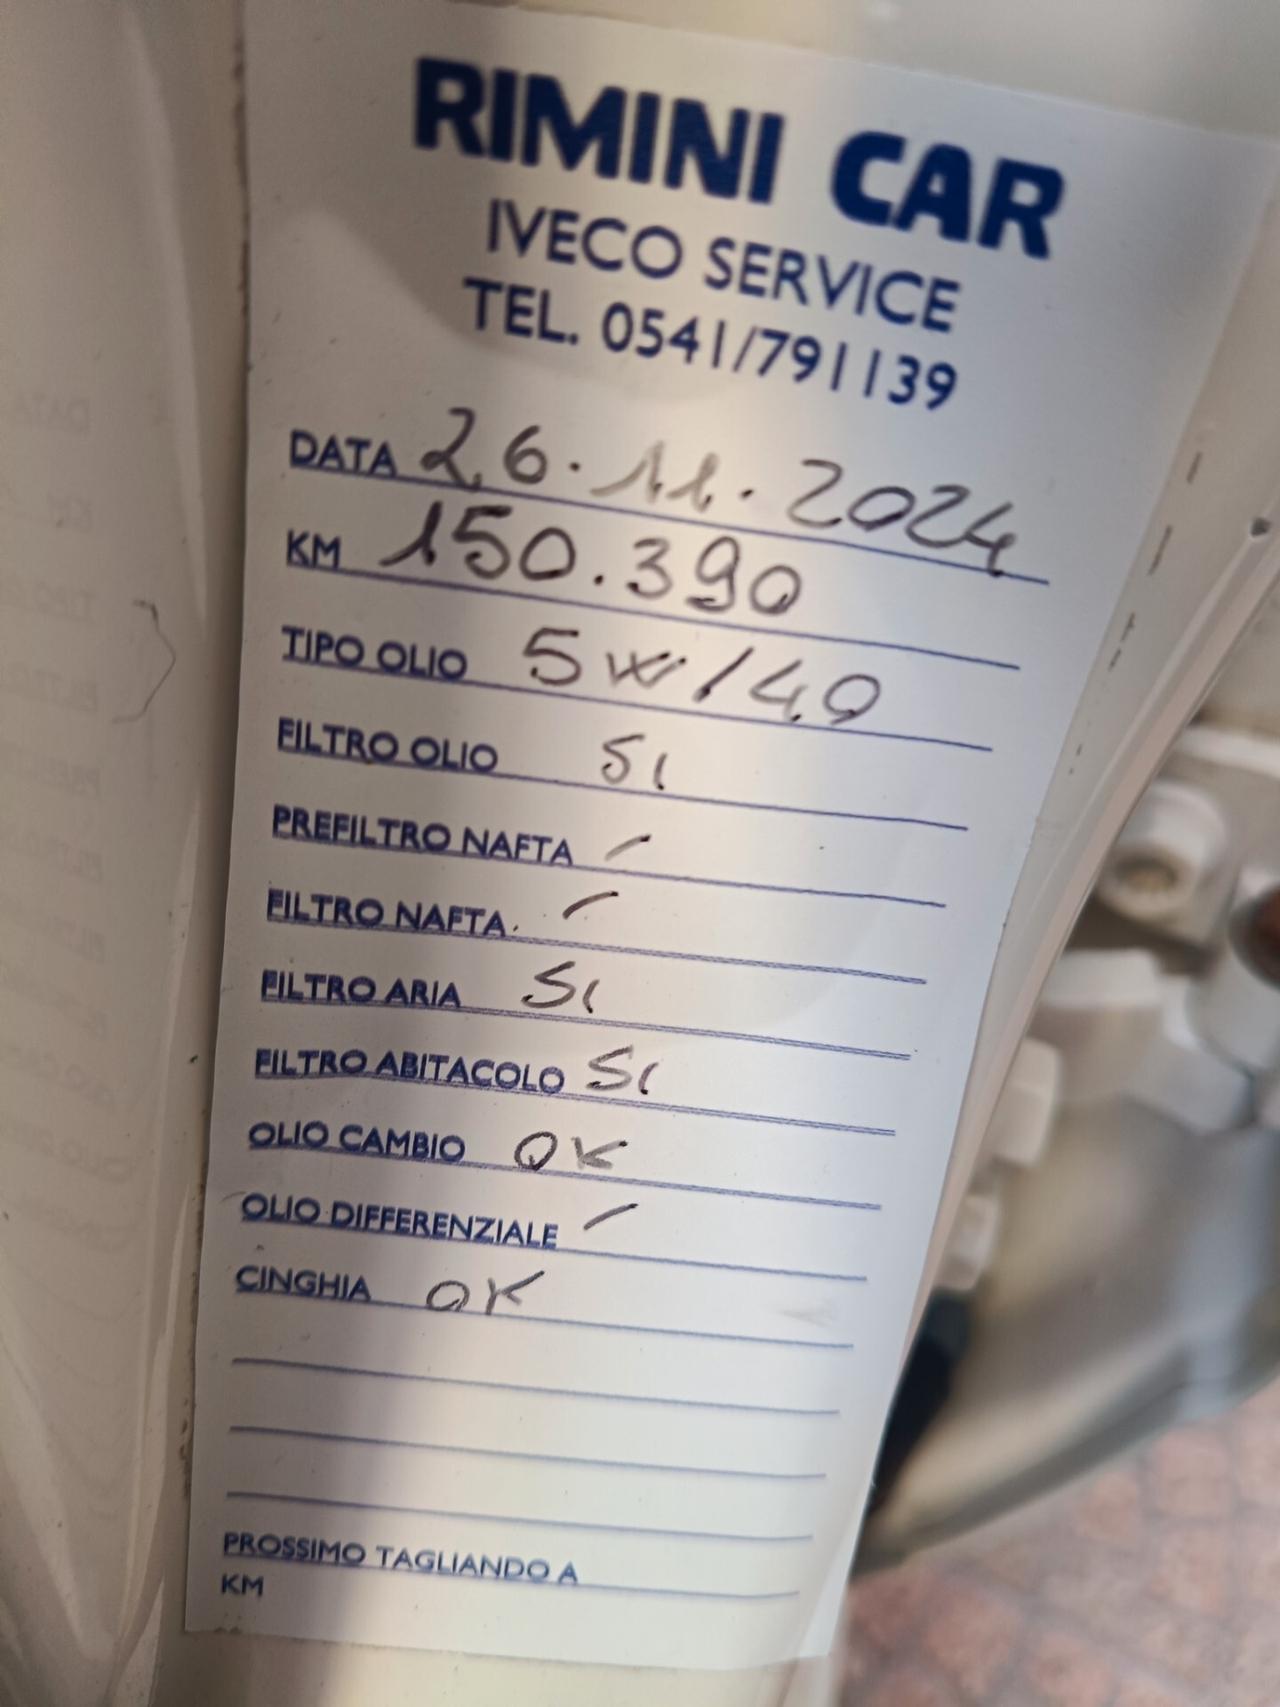 RIMINI CAR
IVECO SERVICE
TEL. 0541/791139
DATA 26.11.2024
KM 150.390
TIPO OLIO 5W/40
FILTRO OLIO SI
PREFILTRO NAFTA /
FILTRO NAFTA. /
FILTRO ARIA SI
FILTRO ABITACOLO SI
OLIO CAMBIO OK
OLIO DIFFERENZIALE /
CINGHIA OK
PROSSIMO TAGLIANDO A
KM